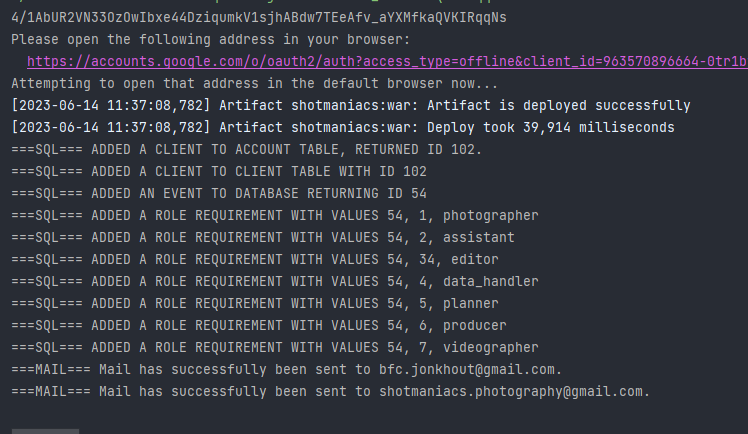 4/1AbUR2VN33OzOwIbxe44DziqumkV1sjhABdw7TEeAfv_aYXMfkaQVKIRqqNs
Please open the following address in your browser:
https://accounts.google.com/o/oauth2/auth?access_type=offline&client_id=963570896664-0tr1b
Attempting to open that address in the default browser now...
[2023-06-14 11:37:08,782] Artifact shotmaniacs:war: Artifact is deployed successfully
[2023-06-14 11:37:08,782] Artifact shotmaniacs:war: Deploy took 39,914 milliseconds
===SQL=== ADDED A CLIENT TO ACCOUNT TABLE, RETURNED ID 102.
===SQL=== ADDED A CLIENT TO CLIENT TABLE WITH ID 102
===SQL=== ADDED AN EVENT TO DATABASE RETURNING ID 54
===SQL=== ADDED A ROLE REQUIREMENT WITH VALUES 54, 1, photographer
===SQL=== ADDED A ROLE REQUIREMENT WITH VALUES 54, 2, assistant
===SQL=== ADDED A ROLE REQUIREMENT WITH VALUES 54, 34, editor
===SQL=== ADDED A ROLE REQUIREMENT WITH VALUES 54, 4, data_handler
===SQL=== ADDED A ROLE REQUIREMENT WITH VALUES 54, 5, planner
===SQL=== ADDED A ROLE REQUIREMENT WITH VALUES 54, 6, producer
===SQL=== ADDED A ROLE REQUIREMENT WITH VALUES 54, 7, videographer
===MAIL=== Mail has successfully been sent to bfc.jonkhout@gmail.com.
===MAIL=== Mail has successfully been sent to shotmaniacs.photography@gmail.com.